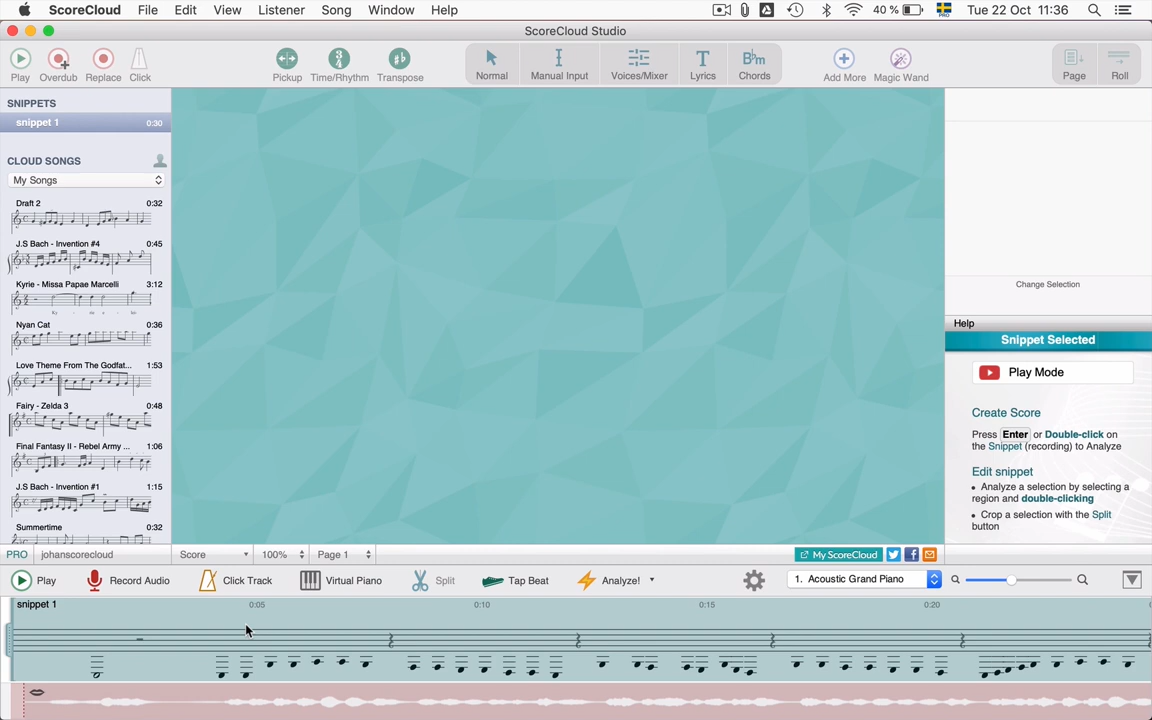 ScoreCloud File Edit View Listener Song Window Help 40 % PRO Tue 22 Oct 11:36
ScoreCloud Studio
Play Overdub Replace Click Pickup Time/Rhythm Transpose Normal Manual Input Voices/Mixer Lyrics Chords Add More Magic Wand Page Roll
SNIPPETS
snippet 1 0:30
CLOUD SONGS
My Songs
Draft 2 0:32
J.S Bach - Invention #4 0:45
Kyrie - Missa Papae Marcelli 3:12
Nyan Cat 0:36
Love Theme From The Godfat... 1:53
Fairy - Zelda 3 0:48
Final Fantasy II - Rebel Army ... 1:06
J.S Bach - Invention #1 1:15
Summertime 0:32
Change Selection
Help
Snippet Selected
Play Mode
Create Score
Press Enter or Double-click on
the Snippet (recording) to Analyze
Edit snippet
• Analyze a selection by selecting a
region and double-clicking
• Crop a selection with the Split
button
PRO johanscorecloud Score 100% Page 1 My ScoreCloud
Play Record Audio Click Track Virtual Piano Split Tap Beat Analyze! 1. Acoustic Grand Piano
snippet 1 0:05 0:10 0:15 0:20